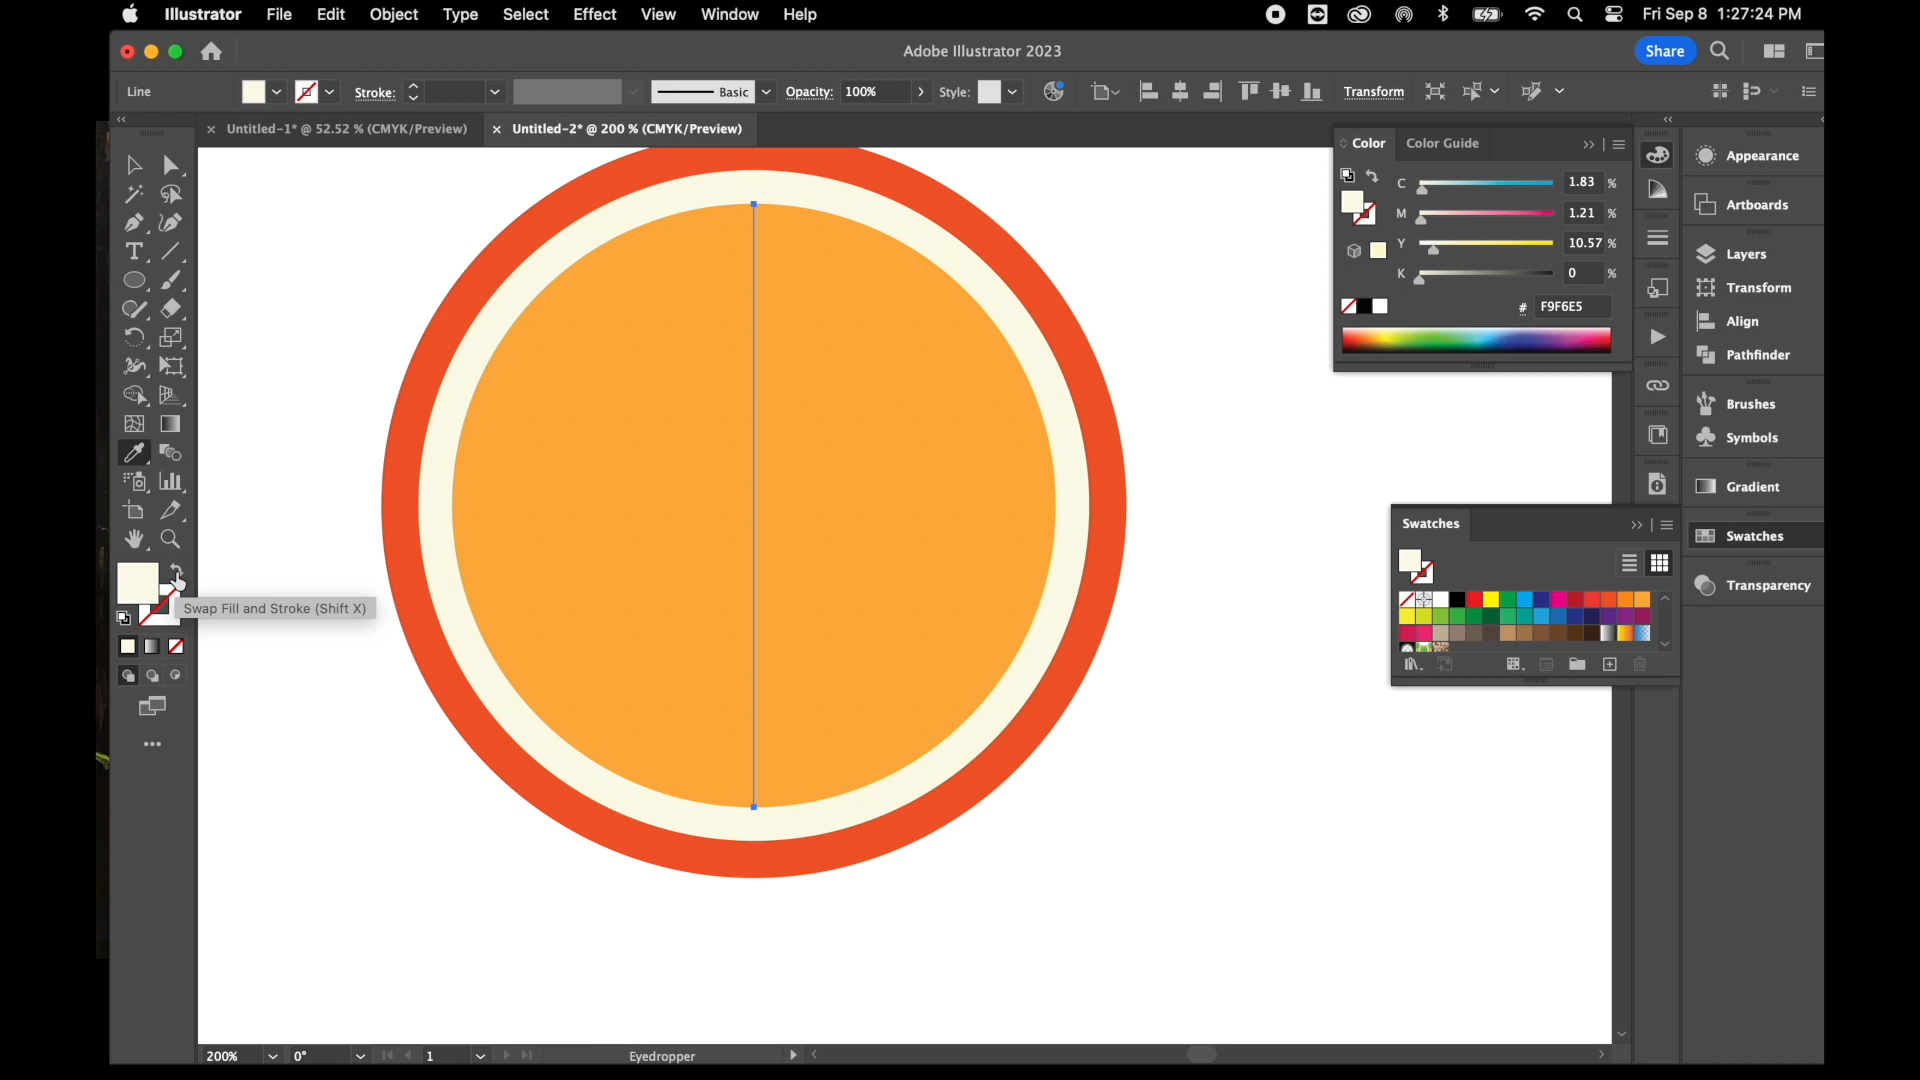 Illustrator File Edit Object Type Select Effect View Window Help Fri Sep 8 1:27:24 PM
Adobe Illustrator 2023 Share
Line Stroke: Basic Opacity: 100% Style: Transform
Untitled-1* @ 52.52 % (CMYK/Preview) Untitled-2* @ 200 % (CMYK/Preview)
Color Color Guide
C 1.83 %
M 1.21 %
Y 10.57 %
K 0 %
# F9F6E5
Appearance
Artboards
Layers
Transform
Align
Pathfinder
Brushes
Symbols
Gradient
Swatches
Transparency
Swatches
Swap Fill and Stroke (Shift X)
200% 0° 1 Eyedropper